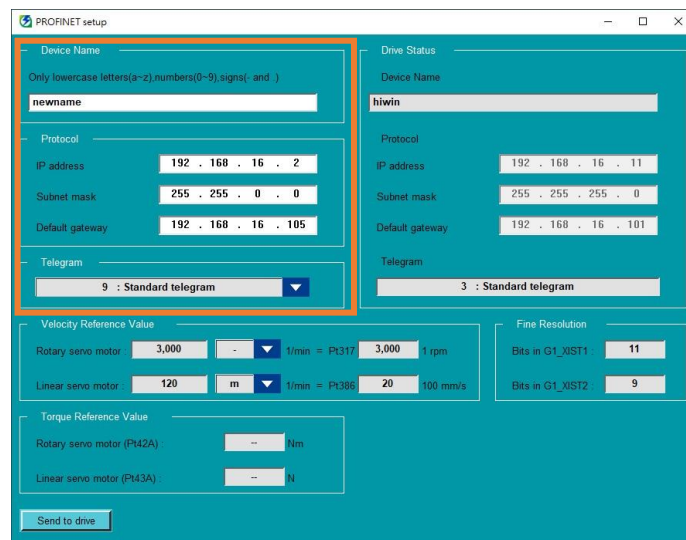 PROFINET setup
Device Name
Only lowercase letters(a~z),numbers(0~9),signs(- and .)
newname
Protocol
IP address 192 . 168 . 16 . 2
Subnet mask 255 . 255 . 0 . 0
Default gateway 192 . 168 . 16 . 105
Telegram
9 : Standard telegram
Drive Status
Device Name
hiwin
Protocol
IP address 192 . 168 . 16 . 11
Subnet mask 255 . 255 . 255 . 0
Default gateway 192 . 168 . 16 . 101
Telegram
3 : Standard telegram
Velocity Reference Value
Rotary servo motor : 3,000 - 1/min = Pt317 3,000 1 rpm
Linear servo motor : 120 m 1/min = Pt386 20 100 mm/s
Fine Resolution
Bits in G1_XIST1 : 11
Bits in G1_XIST2 : 9
Torque Reference Value
Rotary servo motor (Pt42A) : -- Nm
Linear servo motor (Pt43A) : -- N
Send to drive